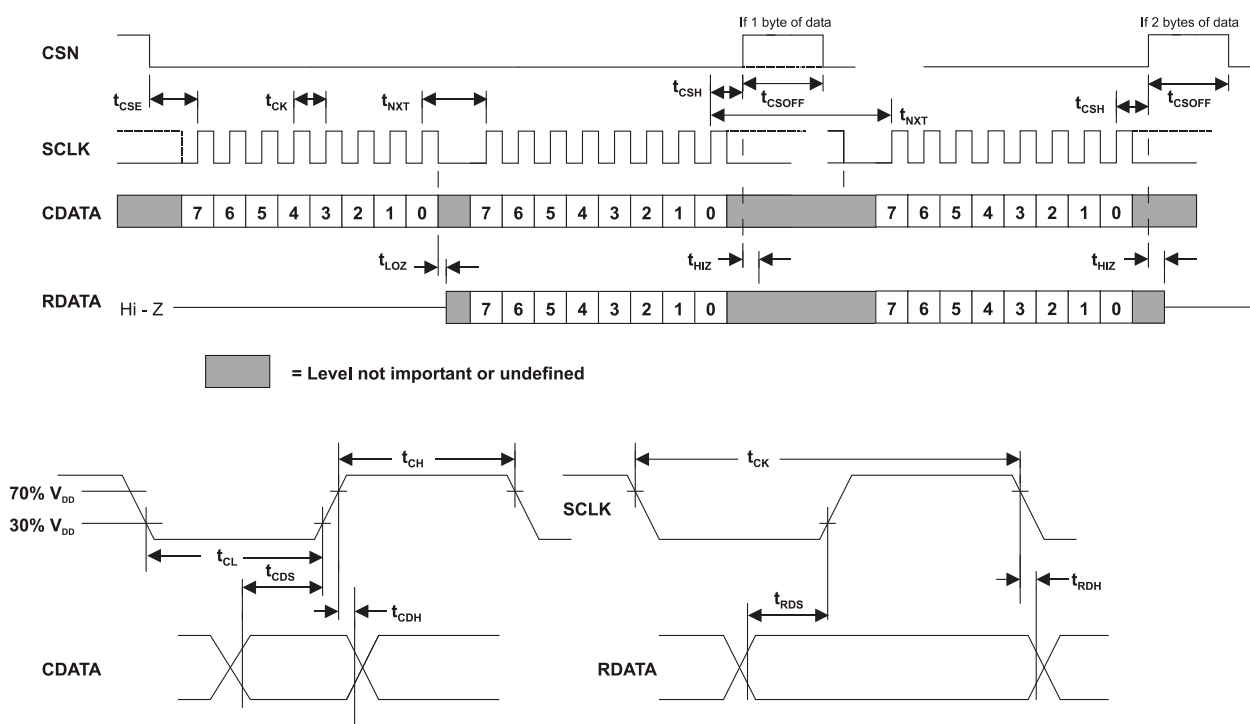 If 1 byte of data
If 2 bytes of data
CSN
tCSE
tCK
tNXT
tCSH
tCSOFF
tNXT
tCSH
tCSOFF
SCLK
CDATA
7 6 5 4 3 2 1 0
7 6 5 4 3 2 1 0
7 6 5 4 3 2 1 0
tLOZ
tHIZ
tHIZ
RDATA
Hi - Z
7 6 5 4 3 2 1 0
7 6 5 4 3 2 1 0
= Level not important or undefined
tCH
tCK
70% VDD
30% VDD
SCLK
tCL
tCDS
tCDH
tRDS
tRDH
CDATA
RDATA